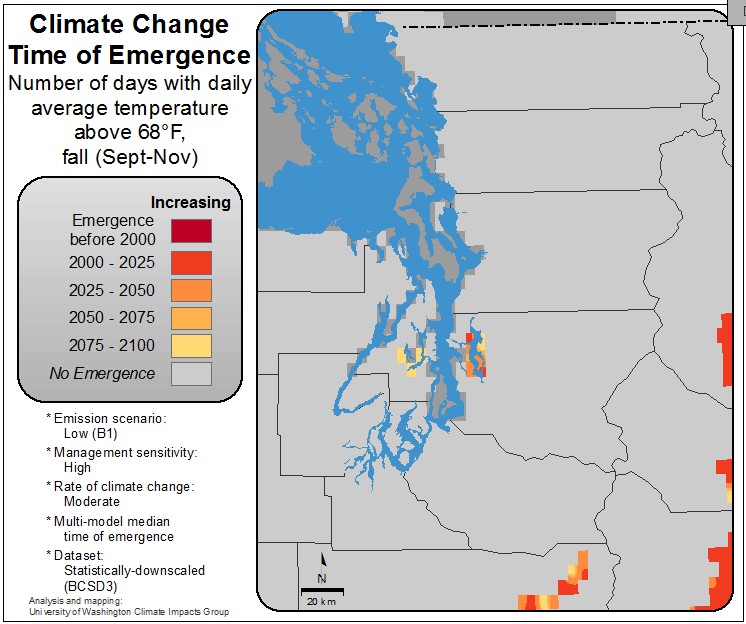 Climate Change
Time of Emergence
Number of days with daily
average temperature
above 68°F,
fall (Sept-Nov)
Increasing
Emergence
before 2000
2000 - 2025
2025 - 2050
2050 - 2075
2075 - 2100
No Emergence
* Emission scenario:
Low (B1)
* Management sensitivity:
High
* Rate of climate change:
Moderate
* Multi-model median
time of emergence
* Dataset:
Statistically-downscaled
(BCSD3)
Analysis and mapping:
University of Washington Climate Impacts Group
N
20 km